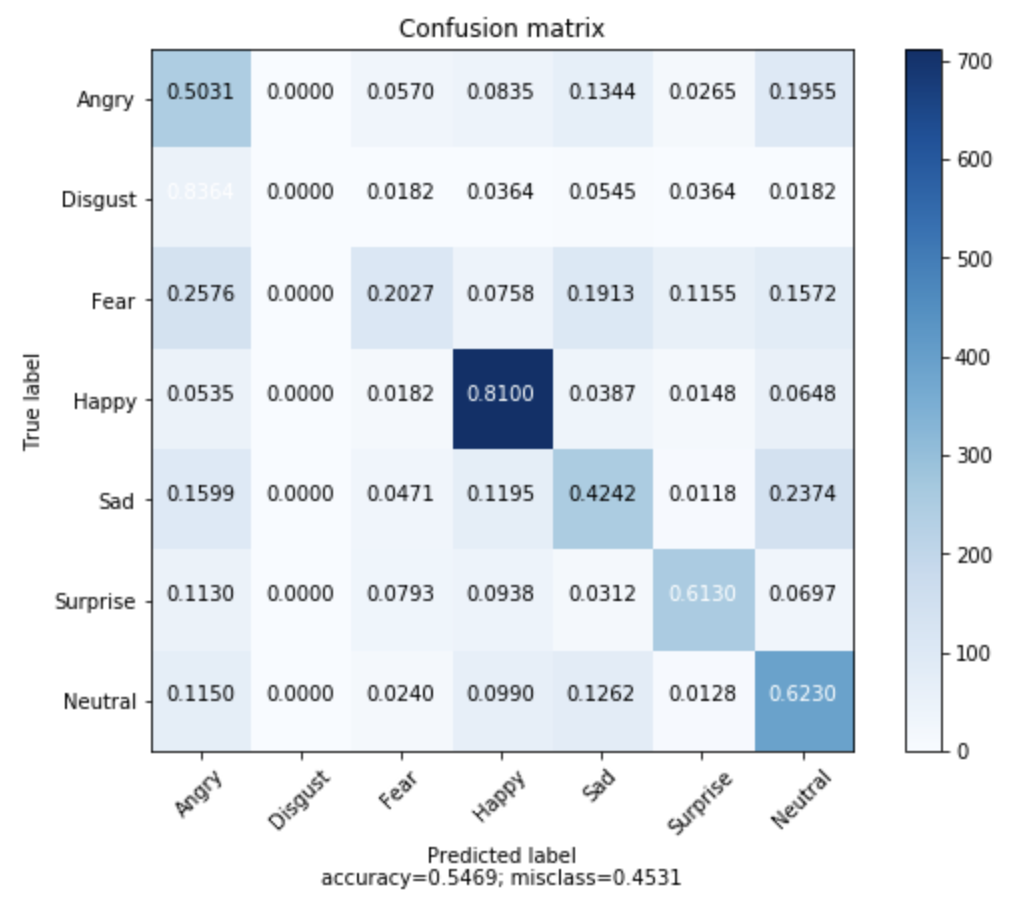 Confusion matrix
Angry 0.5031 0.0000 0.0570 0.0835 0.1344 0.0265 0.1955
Disgust 0.8364 0.0000 0.0182 0.0364 0.0545 0.0364 0.0182
Fear 0.2576 0.0000 0.2027 0.0758 0.1913 0.1155 0.1572
Happy 0.0535 0.0000 0.0182 0.8100 0.0387 0.0148 0.0648
Sad 0.1599 0.0000 0.0471 0.1195 0.4242 0.0118 0.2374
Surprise 0.1130 0.0000 0.0793 0.0938 0.0312 0.6130 0.0697
Neutral 0.1150 0.0000 0.0240 0.0990 0.1262 0.0128 0.6230
True label
Angry Disgust Fear Happy Sad Surprise Neutral
Predicted label
accuracy=0.5469; misclass=0.4531
700
600
500
400
300
200
100
0